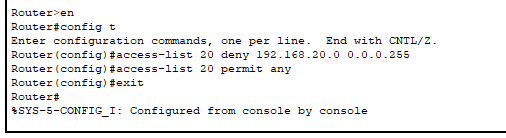 Router>en
Router#config t
Enter configuration commands, one per line.  End with CNTL/Z.
Router(config)#access-list 20 deny 192.168.20.0 0.0.0.255
Router(config)#access-list 20 permit any
Router(config)#exit
Router#
%SYS-5-CONFIG_I: Configured from console by console